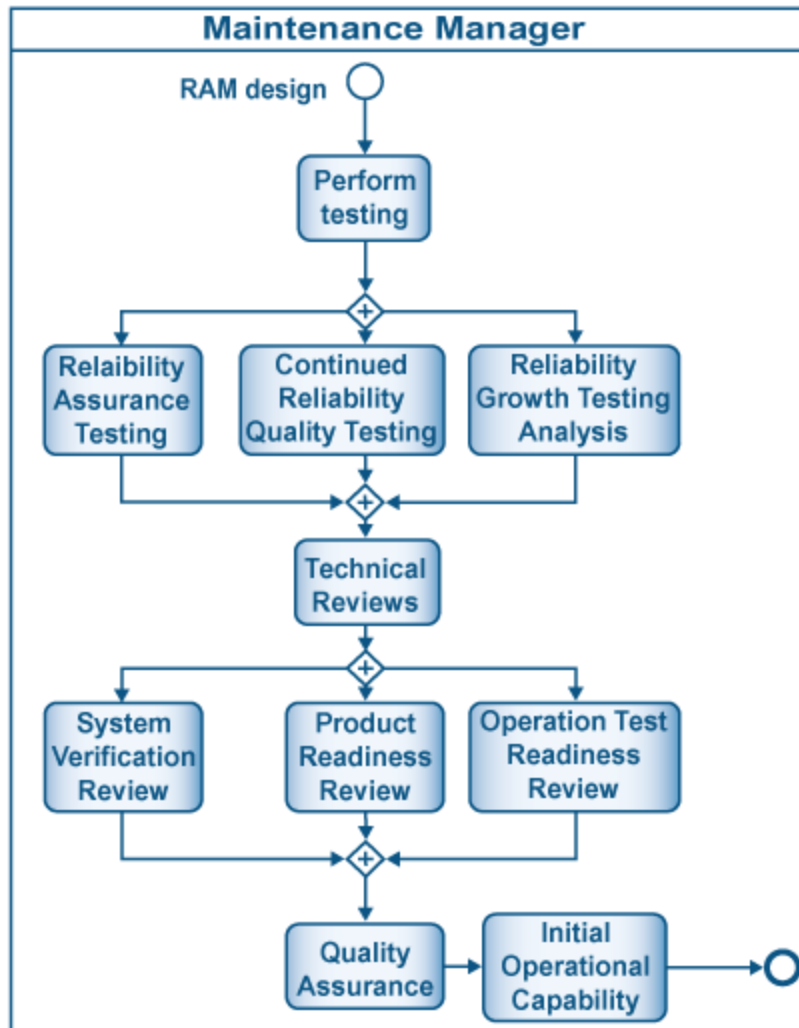 Maintenance Manager
RAM design
Perform
testing
Relaibility
Assurance
Testing
Continued
Reliability
Quality Testing
Reliability
Growth Testing
Analysis
Technical
Reviews
System
Verification
Review
Product
Readiness
Review
Operation Test
Readiness
Review
Quality
Assurance
Initial
Operational
Capability